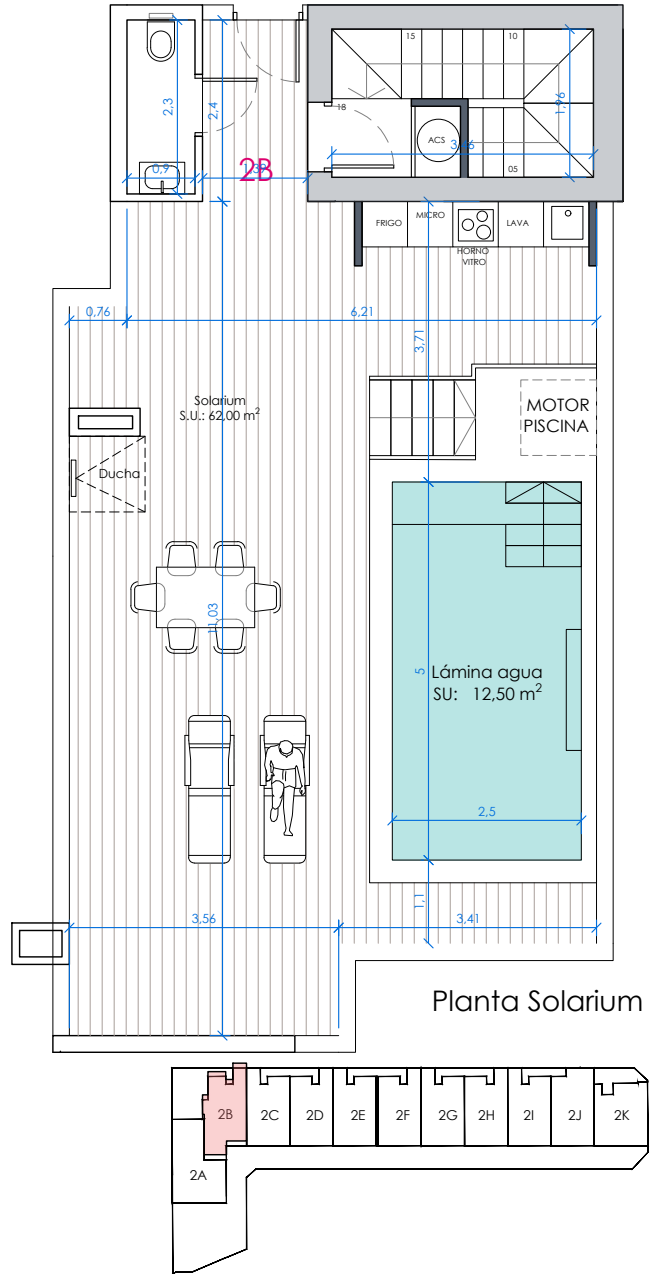 15
10
2,3
2,4
1,96
18
ACS
3,46
05
0,9
2B
FRIGO
MICRO
LAVA
HORNO
VITRO
0,76
6,21
3,71
Solarium
S.U.: 62,00 m²
MOTOR
PISCINA
Ducha
11,03
5
Lámina agua
SU: 12,50 m²
2,5
1,1
3,56
3,41
Planta Solarium
2B
2C
2D
2E
2F
2G
2H
2I
2J
2K
2A